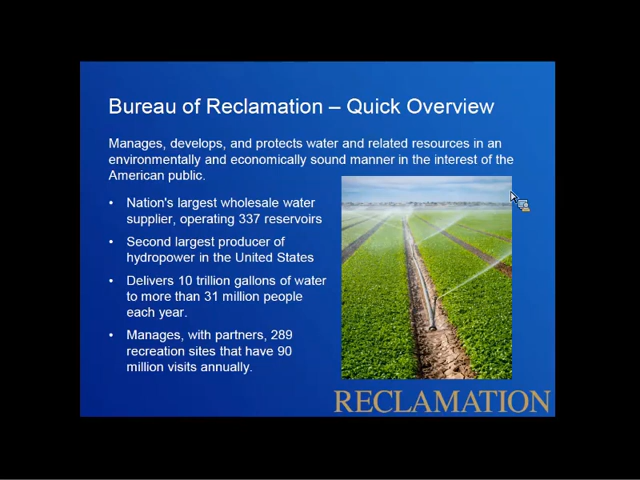 Bureau of Reclamation – Quick Overview
Manages, develops, and protects water and related resources in an
environmentally and economically sound manner in the interest of the
American public.
• Nation's largest wholesale water
supplier, operating 337 reservoirs
• Second largest producer of
hydropower in the United States
• Delivers 10 trillion gallons of water
to more than 31 million people
each year.
• Manages, with partners, 289
recreation sites that have 90
million visits annually.
RECLAMATION